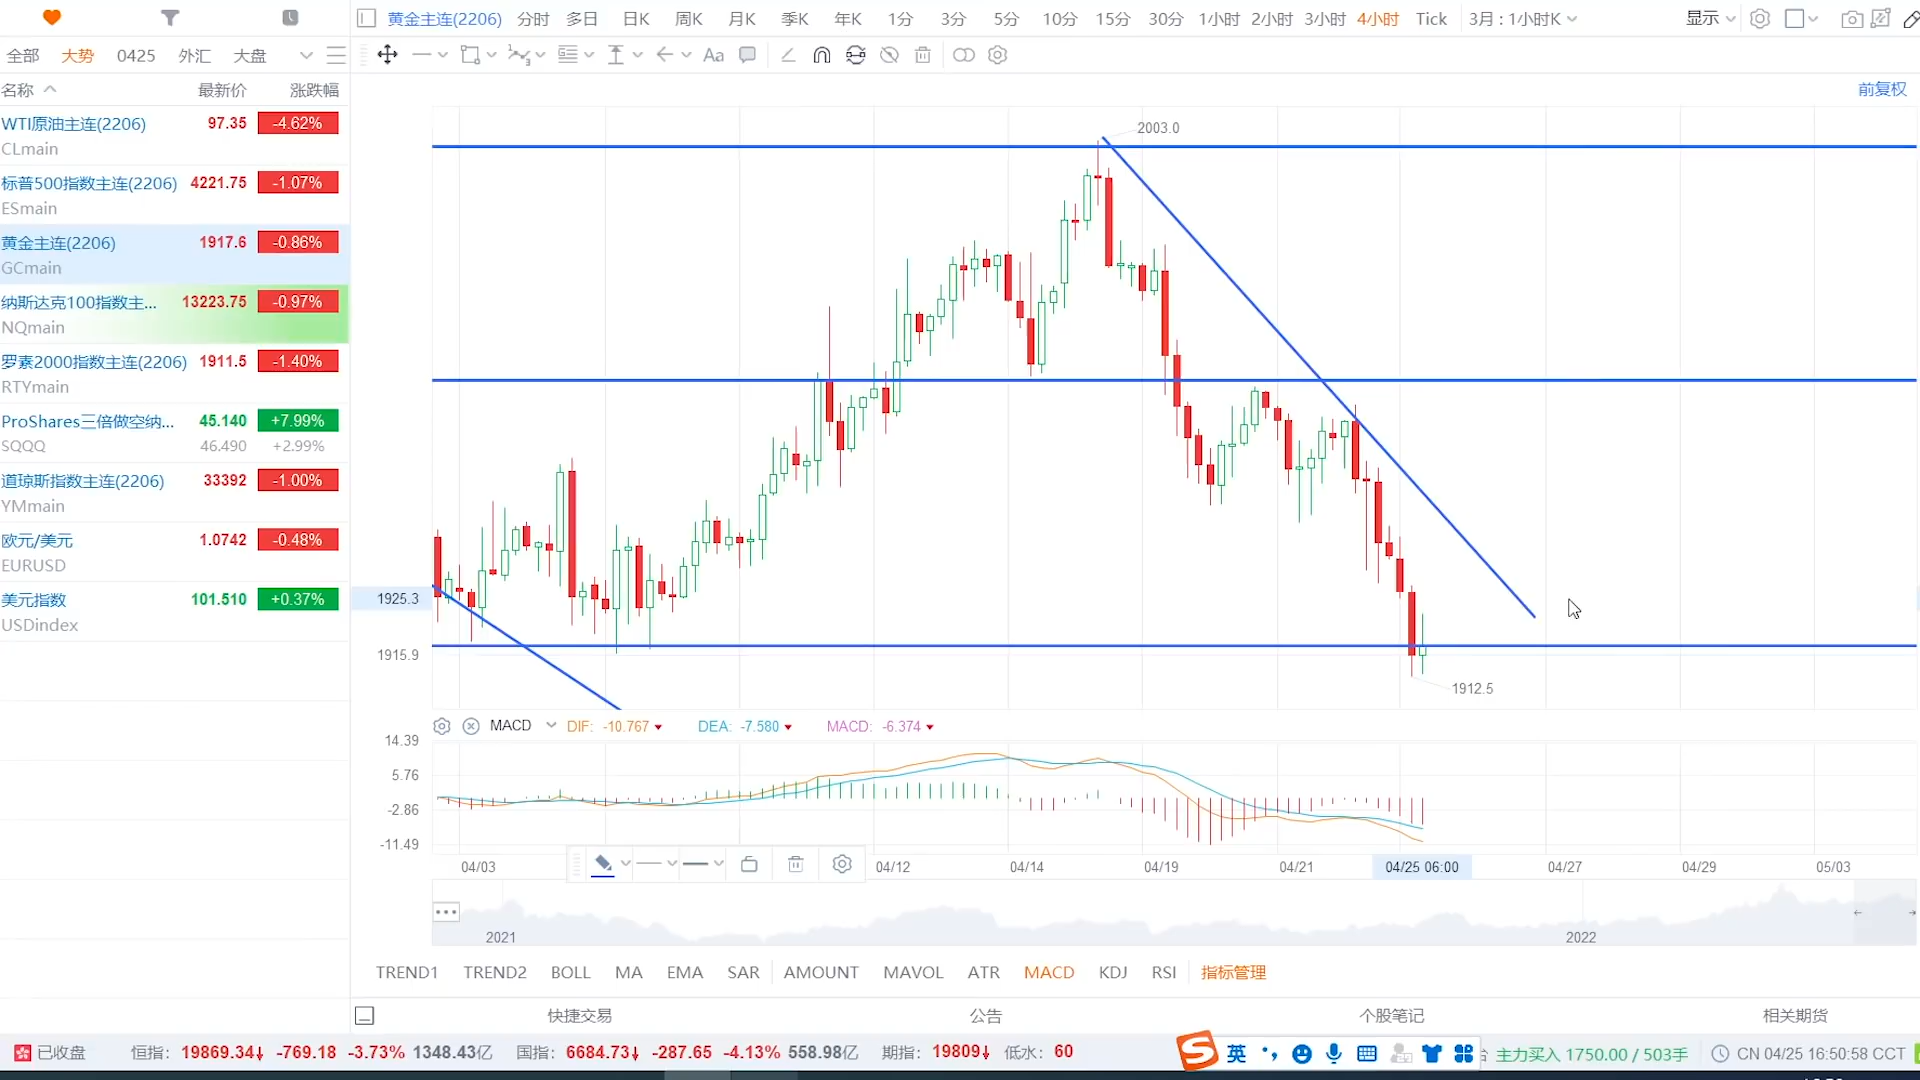 黄金主连(2206) 分时 多日 日K 周K 月K 季K 年K 1分 3分 5分 10分 15分 30分 1小时 2小时 3小时 4小时 Tick 3月 : 1小时K 显示
全部 大势 0425 外汇 大盘
Aa
名称 最新价 涨跌幅
前复权
WTI原油主连(2206) 97.35 -4.62%
CLmain
标普500指数主连(2206) 4221.75 -1.07%
ESmain
黄金主连(2206) 1917.6 -0.86%
GCmain
纳斯达克100指数主... 13223.75 -0.97%
NQmain
罗素2000指数主连(2206) 1911.5 -1.40%
RTYmain
ProShares三倍做空纳... 45.140 +7.99%
SQQQ 46.490 +2.99%
道琼斯指数主连(2206) 33392 -1.00%
YMmain
欧元/美元 1.0742 -0.48%
EURUSD
美元指数 101.510 +0.37%
USDindex
2003.0
1925.3
1915.9
1912.5
MACD DIF: -10.767 DEA: -7.580 MACD: -6.374
14.39
5.76
-2.86
-11.49
04/03 04/12 04/14 04/19 04/21 04/25 06:00 04/27 04/29 05/03
2021 2022
TREND1 TREND2 BOLL MA EMA SAR AMOUNT MAVOL ATR MACD KDJ RSI 指标管理
快捷交易 公告 个股笔记 相关期货
已收盘 恒指: 19869.34↓ -769.18 -3.73% 1348.43亿 国指: 6684.73↓ -287.65 -4.13% 558.98亿 期指: 19809↓ 低水: 60 英 主力买入 1750.00 / 503手 CN 04/25 16:50:58 CCT